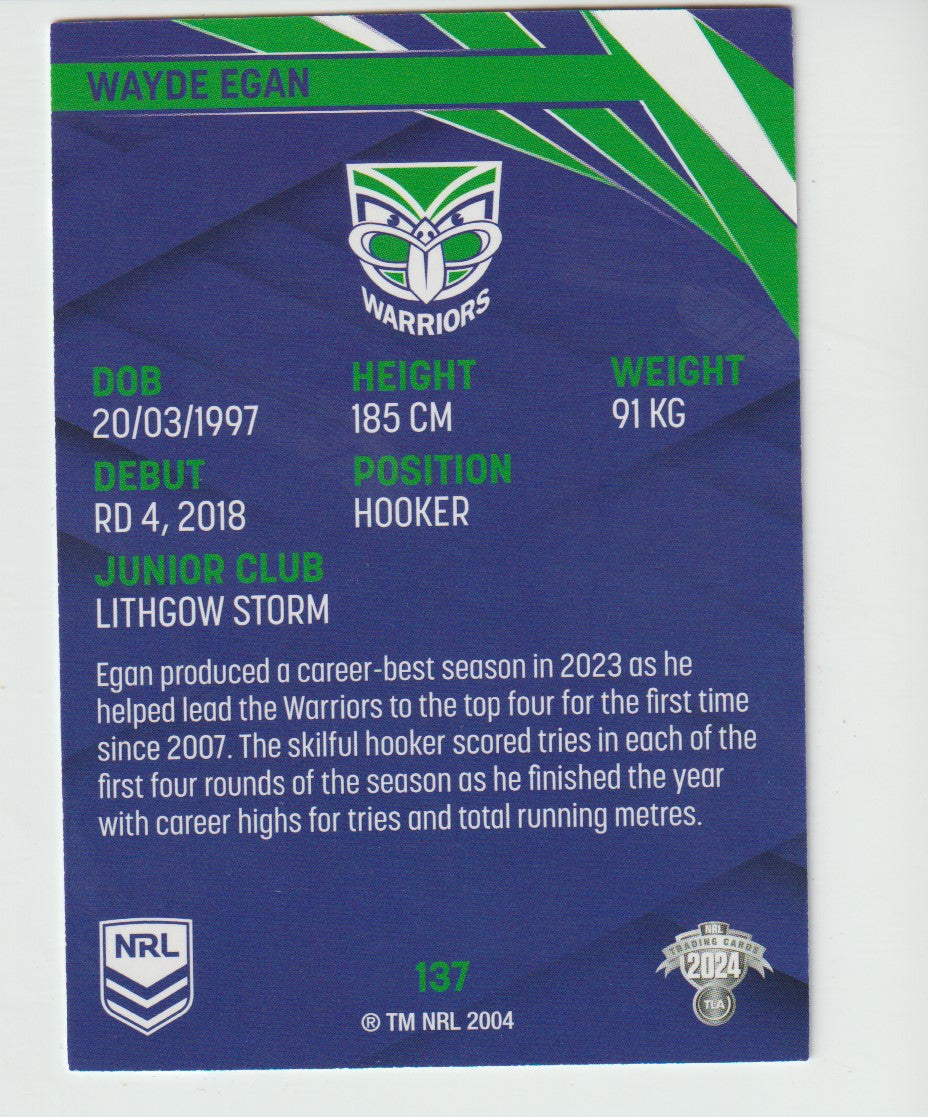 WAYDE EGAN
WARRIORS
DOB HEIGHT WEIGHT
20/03/1997 185 CM 91 KG
DEBUT POSITION
RD 4, 2018 HOOKER
JUNIOR CLUB
LITHGOW STORM
Egan produced a career-best season in 2023 as he
helped lead the Warriors to the top four for the first time
since 2007. The skilful hooker scored tries in each of the
first four rounds of the season as he finished the year
with career highs for tries and total running metres.
NRL
NRL
TRADING CARDS
2024
TLA
137
® TM NRL 2004